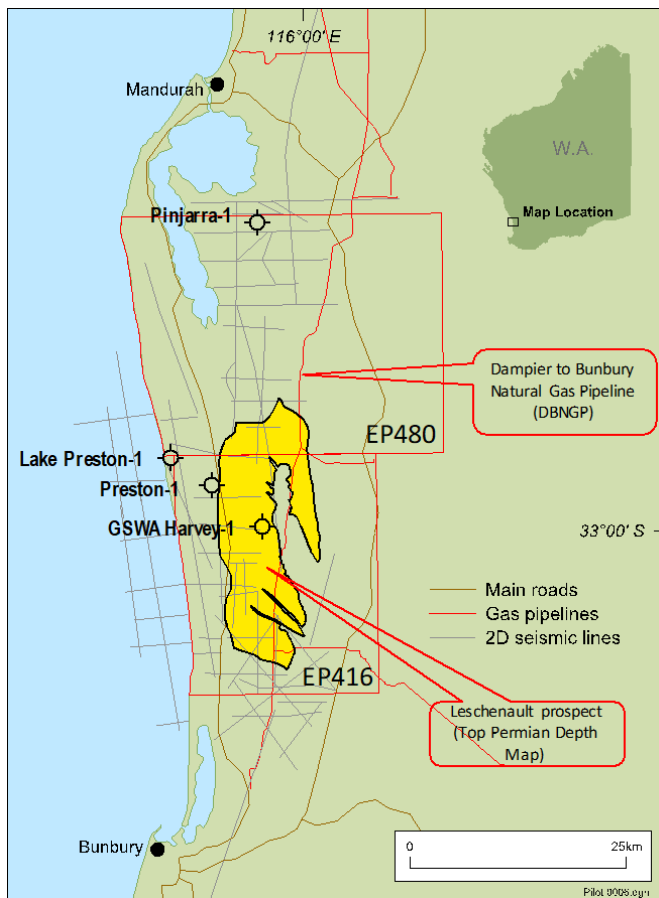 116°00' E
Mandurah
W.A.
Map Location
Pinjarra-1
Dampier to Bunbury
Natural Gas Pipeline
(DBNGP)
EP480
Lake Preston-1
Preston-1
GSWA Harvey-1
33°00' S
Main roads
Gas pipelines
2D seismic lines
EP416
Leschenault prospect
(Top Permian Depth
Map)
Bunbury
0
25km